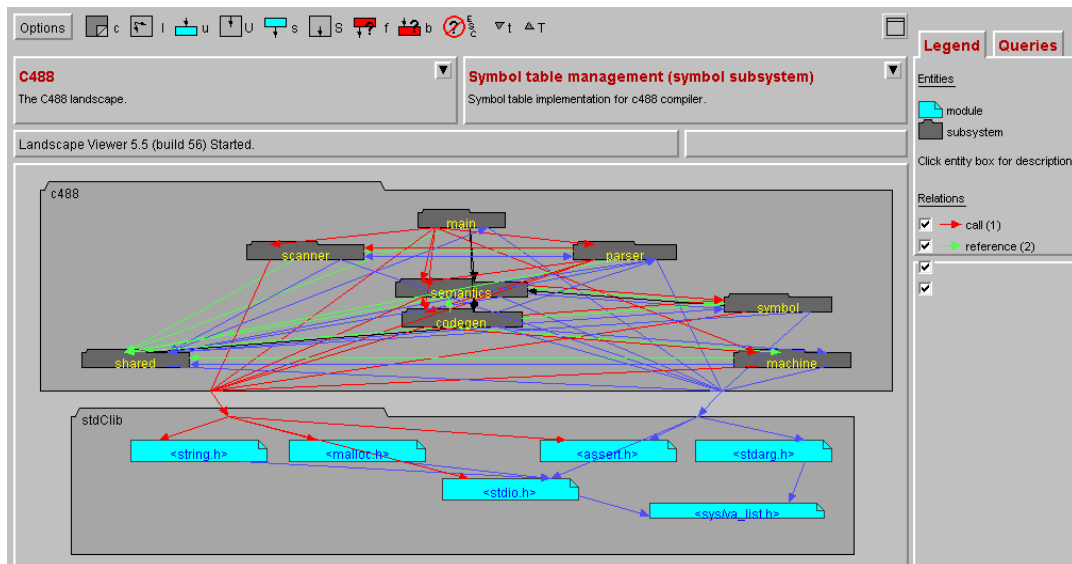 Options c l u U s S f b ESC t T
Legend Queries
C488
The C488 landscape.
Symbol table management (symbol subsystem)
Symbol table implementation for c488 compiler.
Entities
module
subsystem
Click entity box for description
Landscape Viewer 5.5 (build 56) Started.
Relations
call (1)
reference (2)
c488
main
scanner
parser
semantics
symbol
codegen
shared
machine
stdClib
<string.h>
<malloc.h>
<assert.h>
<stdarg.h>
<stdio.h>
<sys/va_list.h>